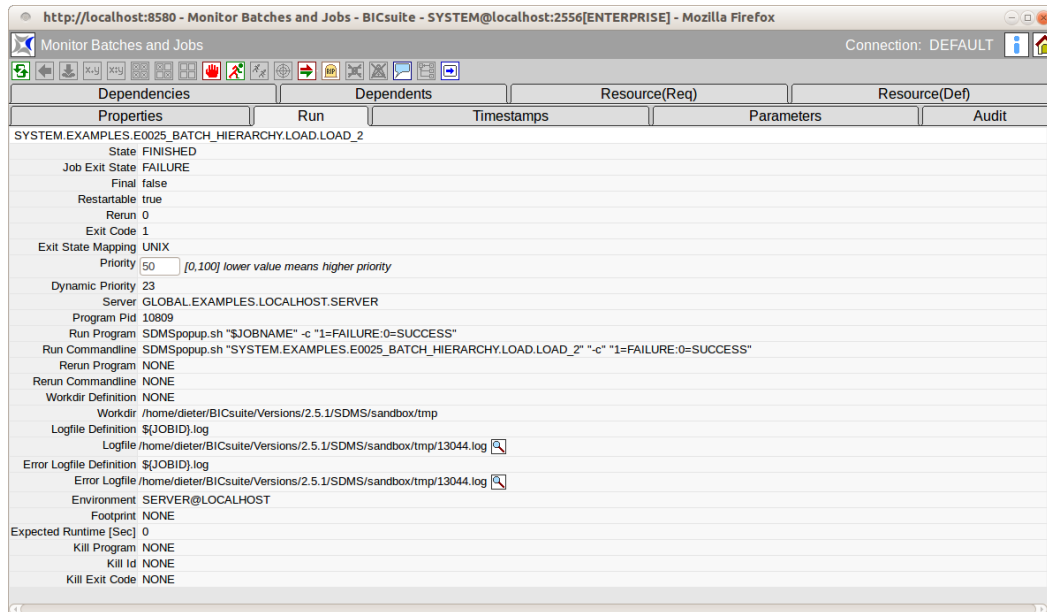 http://localhost:8580 - Monitor Batches and Jobs - BICsuite - SYSTEM@localhost:2556[ENTERPRISE] - Mozilla Firefox
Monitor Batches and Jobs Connection: DEFAULT
x,y x;y RIP
Dependencies Dependents Resource(Req) Resource(Def)
Properties Run Timestamps Parameters Audit
SYSTEM.EXAMPLES.E0025_BATCH_HIERARCHY.LOAD.LOAD_2
State FINISHED
Job Exit State FAILURE
Final false
Restartable true
Rerun 0
Exit Code 1
Exit State Mapping UNIX
Priority 50 [0,100] lower value means higher priority
Dynamic Priority 23
Server GLOBAL.EXAMPLES.LOCALHOST.SERVER
Program Pid 10809
Run Program SDMSpopup.sh "$JOBNAME" -c "1=FAILURE:0=SUCCESS"
Run Commandline SDMSpopup.sh "SYSTEM.EXAMPLES.E0025_BATCH_HIERARCHY.LOAD.LOAD_2" "-c" "1=FAILURE:0=SUCCESS"
Rerun Program NONE
Rerun Commandline NONE
Workdir Definition NONE
Workdir /home/dieter/BICsuite/Versions/2.5.1/SDMS/sandbox/tmp
Logfile Definition ${JOBID}.log
Logfile /home/dieter/BICsuite/Versions/2.5.1/SDMS/sandbox/tmp/13044.log
Error Logfile Definition ${JOBID}.log
Error Logfile /home/dieter/BICsuite/Versions/2.5.1/SDMS/sandbox/tmp/13044.log
Environment SERVER@LOCALHOST
Footprint NONE
Expected Runtime [Sec] 0
Kill Program NONE
Kill Id NONE
Kill Exit Code NONE